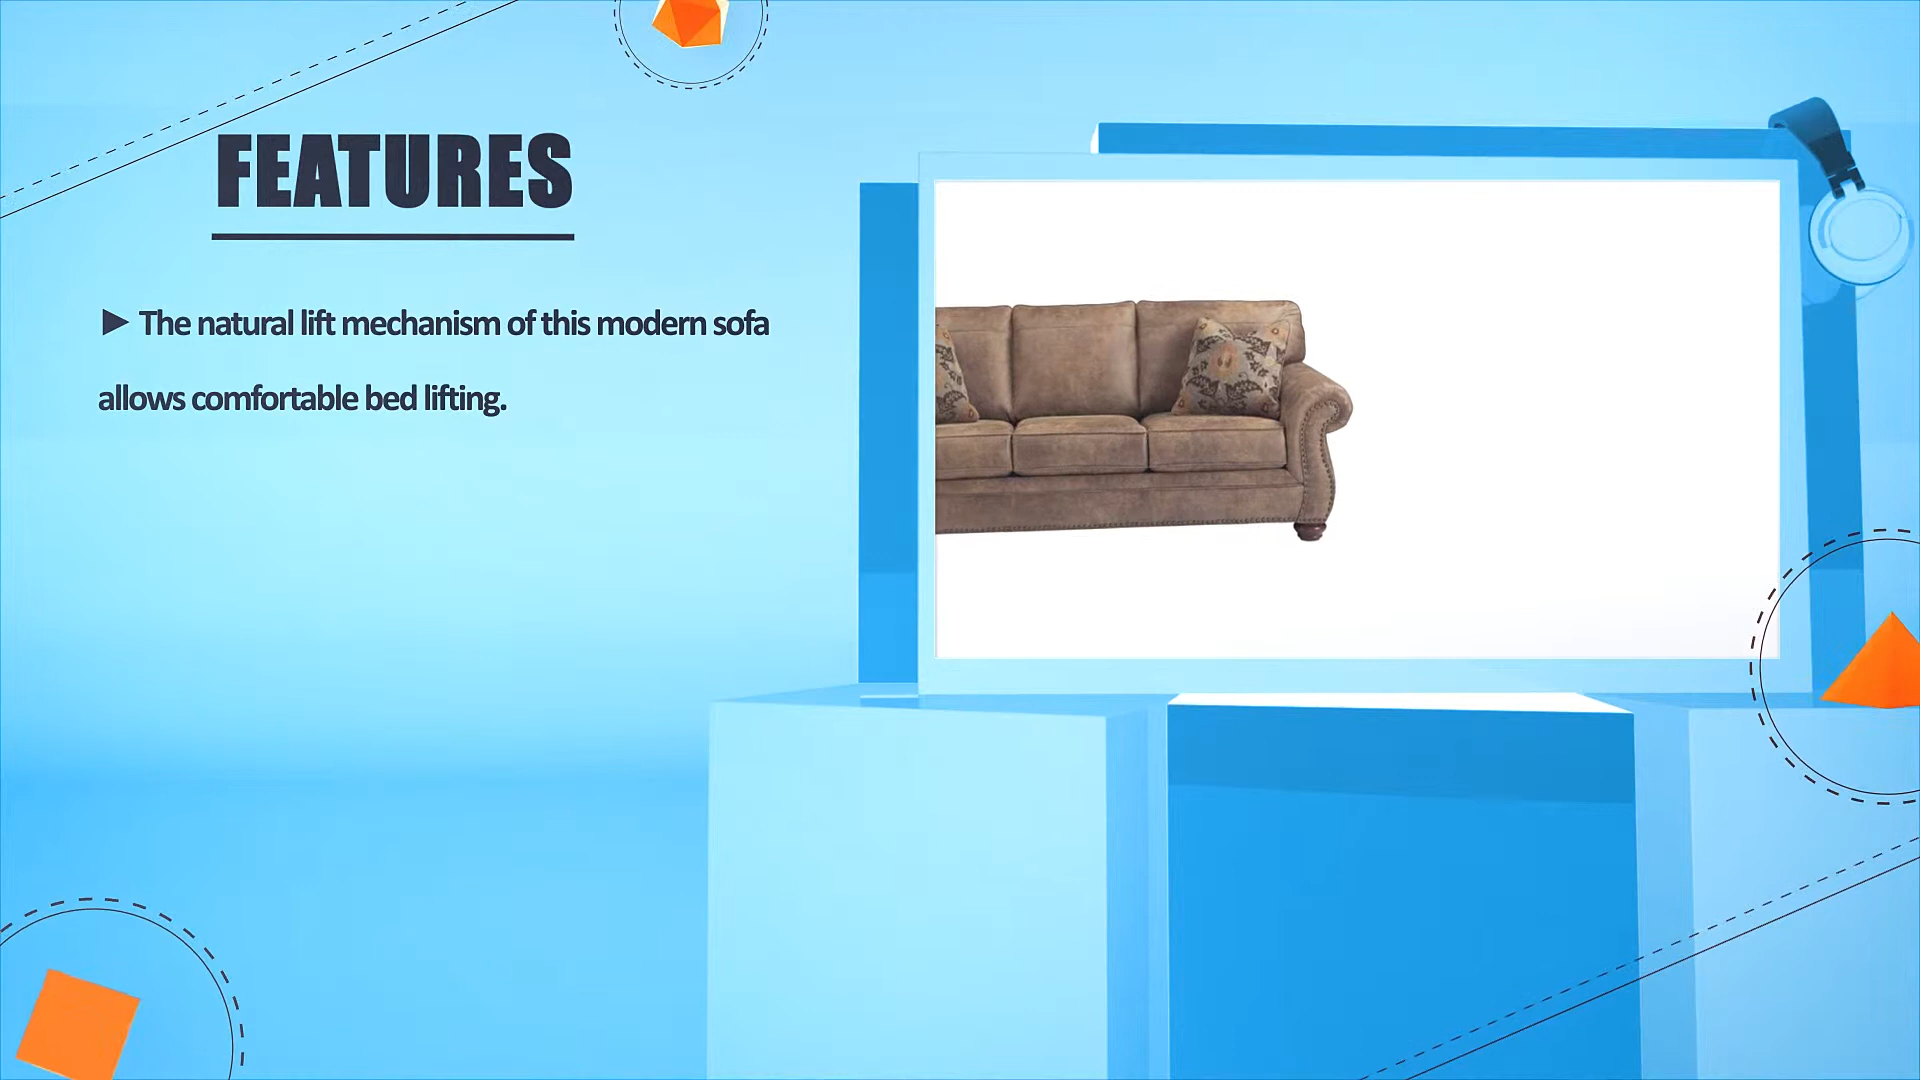 FEATURES
► The natural lift mechanism of this modern sofa
allows comfortable bed lifting.